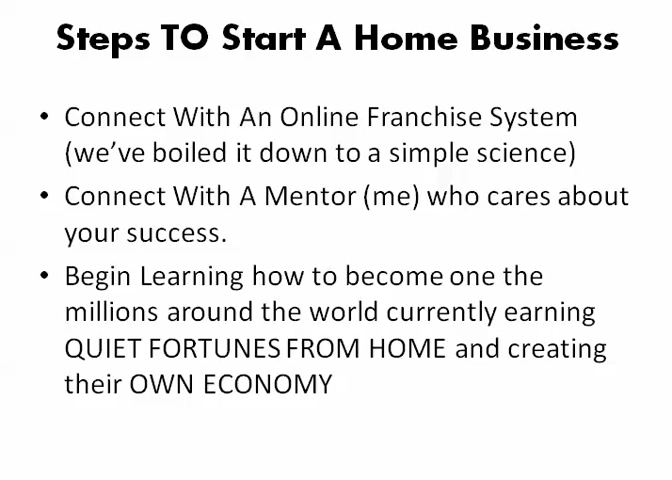 Steps TO Start A Home Business
• Connect With An Online Franchise System
(we've boiled it down to a simple science)
• Connect With A Mentor (me) who cares about
your success.
• Begin Learning how to become one the
millions around the world currently earning
QUIET FORTUNES FROM HOME and creating
their OWN ECONOMY